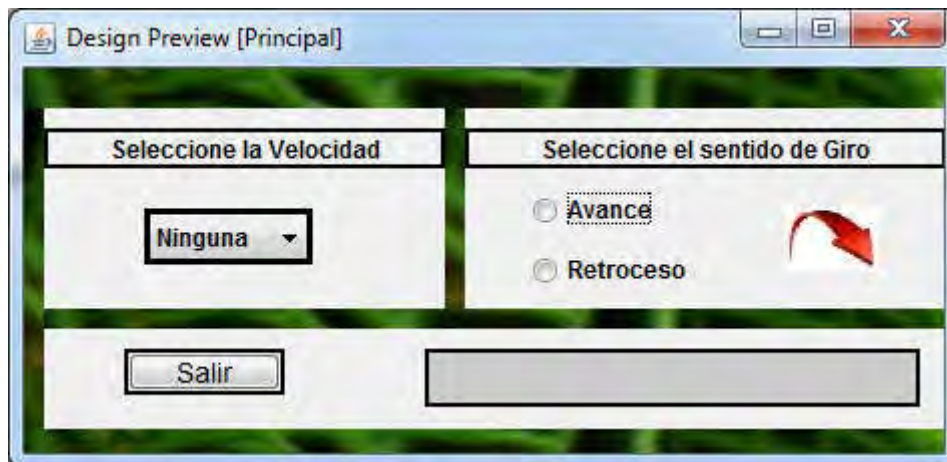 Design Preview [Principal]
Seleccione la Velocidad
Seleccione el sentido de Giro
Ninguna
Avance
Retroceso
Salir